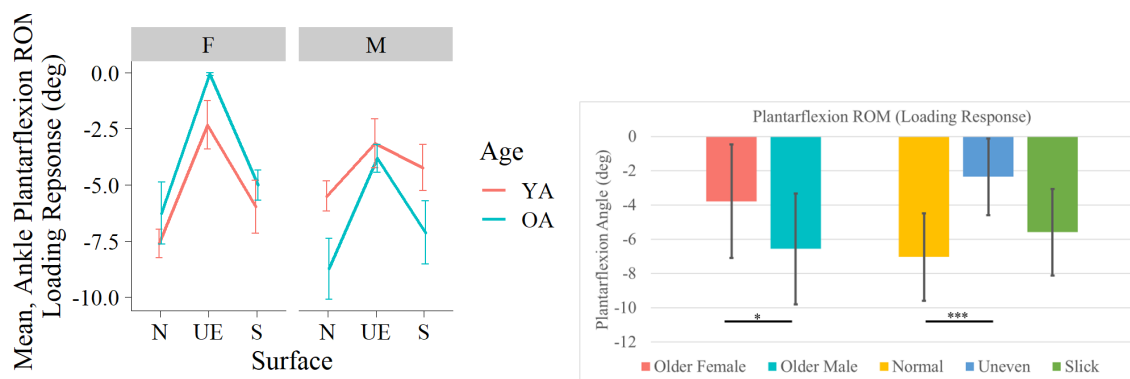 Mean, Ankle Plantarflexion ROM
Loading Repsonse (deg)
F
M
0.0
-2.5
-5.0
-7.5
-10.0
N
UE
S
N
UE
S
Surface
Age
YA
OA
Plantarflexion ROM (Loading Response)
Plantarflexion Angle (deg)
0
-2
-4
-6
-8
-10
-12
*
***
Older Female
Older Male
Normal
Uneven
Slick